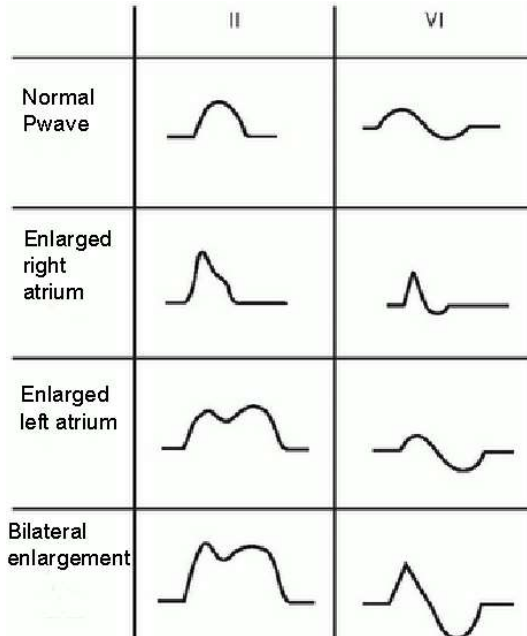 II VI
Normal
Pwave
Enlarged
right
atrium
Enlarged
left atrium
Bilateral
enlargement